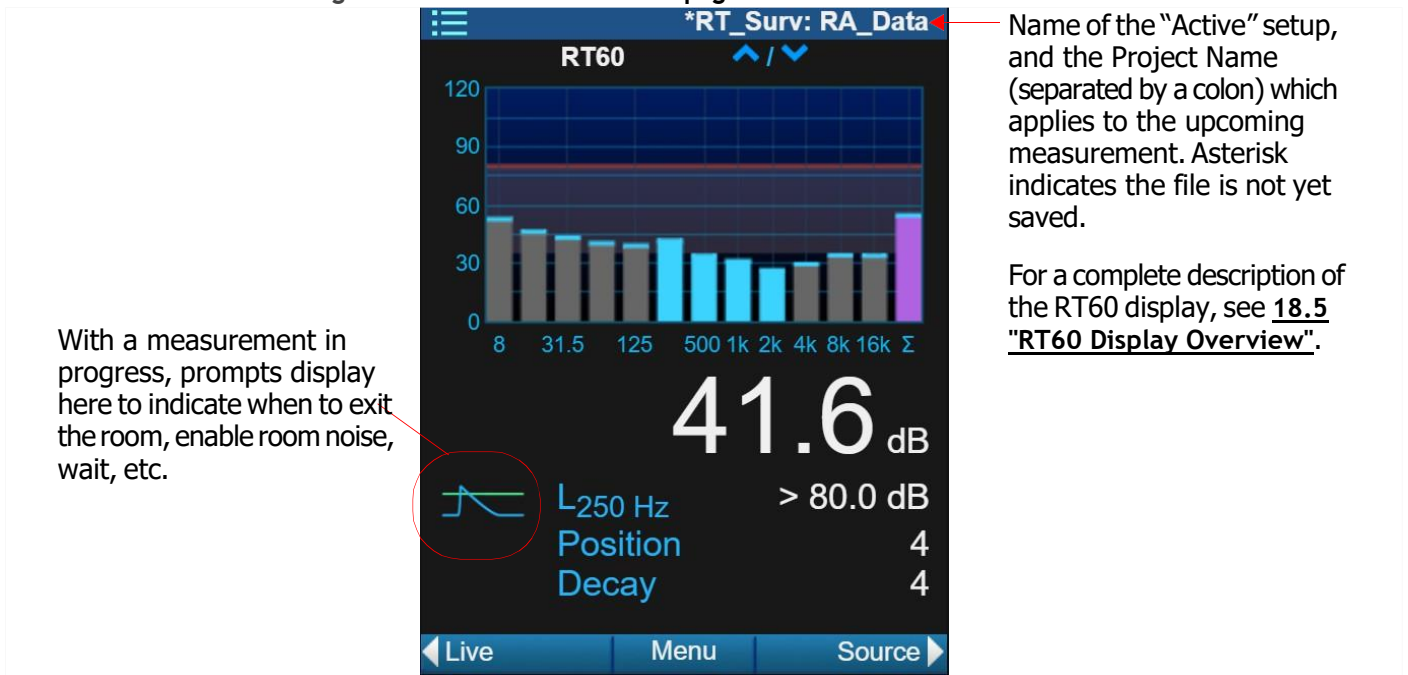 *RT_Surv: RA_Data
RT60 /
120
90
60
30
0
8 31.5 125 500 1k 2k 4k 8k 16k Σ
41.6 dB
L250 Hz > 80.0 dB
Position 4
Decay 4
Live Menu Source
With a measurement in
progress, prompts display
here to indicate when to exit
the room, enable room noise,
wait, etc.
Name of the “Active” setup,
and the Project Name
(separated by a colon) which
applies to the upcoming
measurement. Asterisk
indicates the file is not yet
saved.
For a complete description of
the RT60 display, see 18.5
"RT60 Display Overview".